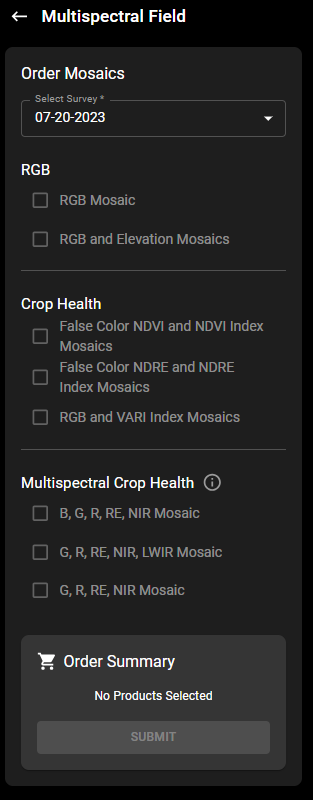 Multispectral Field
Order Mosaics
Select Survey *
07-20-2023
RGB
RGB Mosaic
RGB and Elevation Mosaics
Crop Health
False Color NDVI and NDVI Index
Mosaics
False Color NDRE and NDRE
Index Mosaics
RGB and VARI Index Mosaics
Multispectral Crop Health
B, G, R, RE, NIR Mosaic
G, R, RE, NIR, LWIR Mosaic
G, R, RE, NIR Mosaic
Order Summary
No Products Selected
SUBMIT